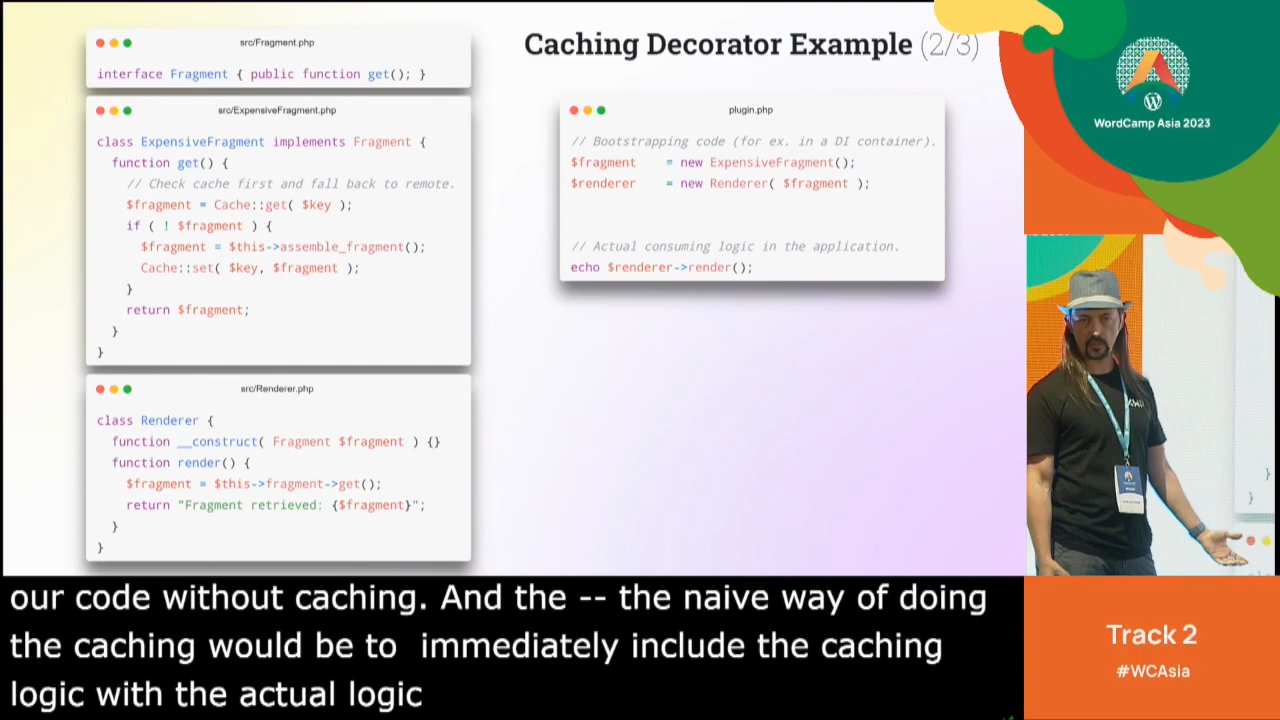 Caching Decorator Example (2/3)
src/Fragment.php
interface Fragment { public function get(); }
src/ExpensiveFragment.php
class ExpensiveFragment implements Fragment {
function get() {
// Check cache first and fall back to remote.
$fragment = Cache::get( $key );
if ( ! $fragment ) {
$fragment = $this->assemble_fragment();
Cache::set( $key, $fragment );
}
return $fragment;
}
}
src/Renderer.php
class Renderer {
function __construct( Fragment $fragment ) {}
function render() {
$fragment = $this->fragment->get();
return "Fragment retrieved: {$fragment}";
}
}
plugin.php
// Bootstrapping code (for ex. in a DI container).
$fragment    = new ExpensiveFragment();
$renderer    = new Renderer( $fragment );
// Actual consuming logic in the application.
echo $renderer->render();
WordCamp Asia 2023
}
}
our code without caching. And the -- the naive way of doing
the caching would be to  immediately include the caching
logic with the actual logic
Track 2
#WCAsia